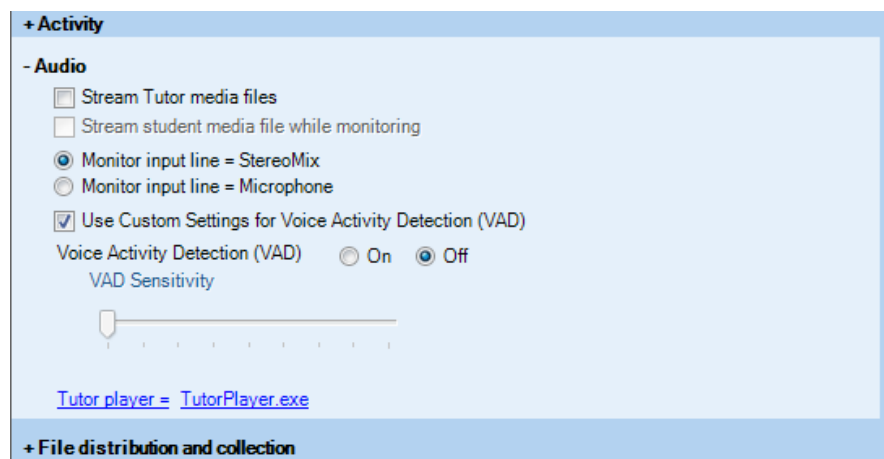 + Activity
- Audio
Stream Tutor media files
Stream student media file while monitoring
Monitor input line = StereoMix
Monitor input line = Microphone
Use Custom Settings for Voice Activity Detection (VAD)
Voice Activity Detection (VAD) On Off
VAD Sensitivity
Tutor player = TutorPlayer.exe
+ File distribution and collection